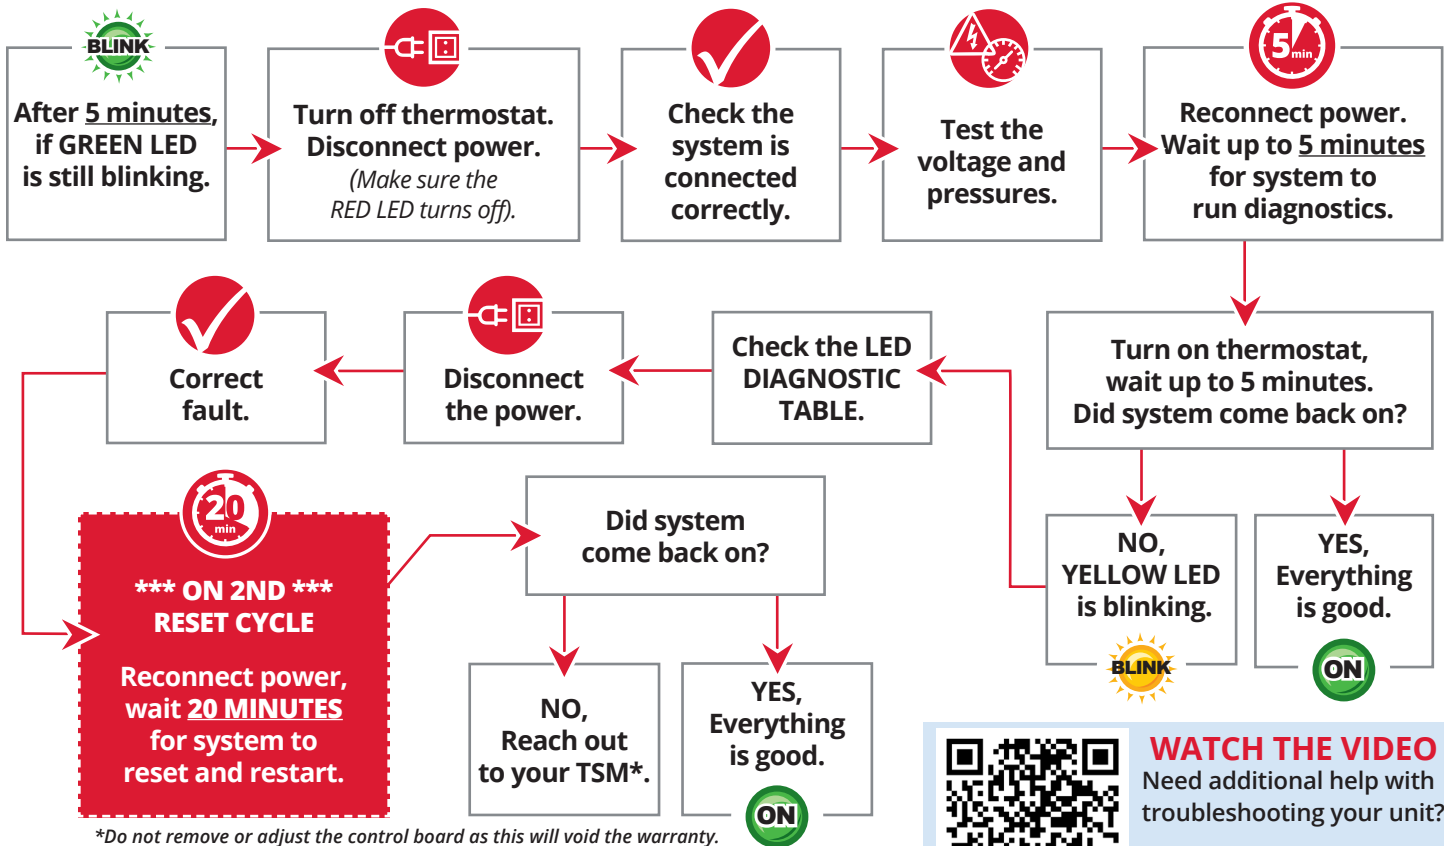 BLINK
After 5 minutes,
if GREEN LED
is still blinking.
Turn off thermostat.
Disconnect power.
(Make sure the
RED LED turns off).
Check the
system is
connected
correctly.
Test the
voltage and
pressures.
5 min
Reconnect power.
Wait up to 5 minutes
for system to
run diagnostics.
Turn on thermostat,
wait up to 5 minutes.
Did system come back on?
NO,
YELLOW LED
is blinking.
BLINK
YES,
Everything
is good.
ON
Check the LED
DIAGNOSTIC
TABLE.
Disconnect
the power.
Correct
fault.
20
min
*** ON 2ND ***
RESET CYCLE
Reconnect power,
wait 20 MINUTES
for system to
reset and restart.
Did system
come back on?
NO,
Reach out
to your TSM*.
YES,
Everything
is good.
ON
*Do not remove or adjust the control board as this will void the warranty.
WATCH THE VIDEO
Need additional help with
troubleshooting your unit?